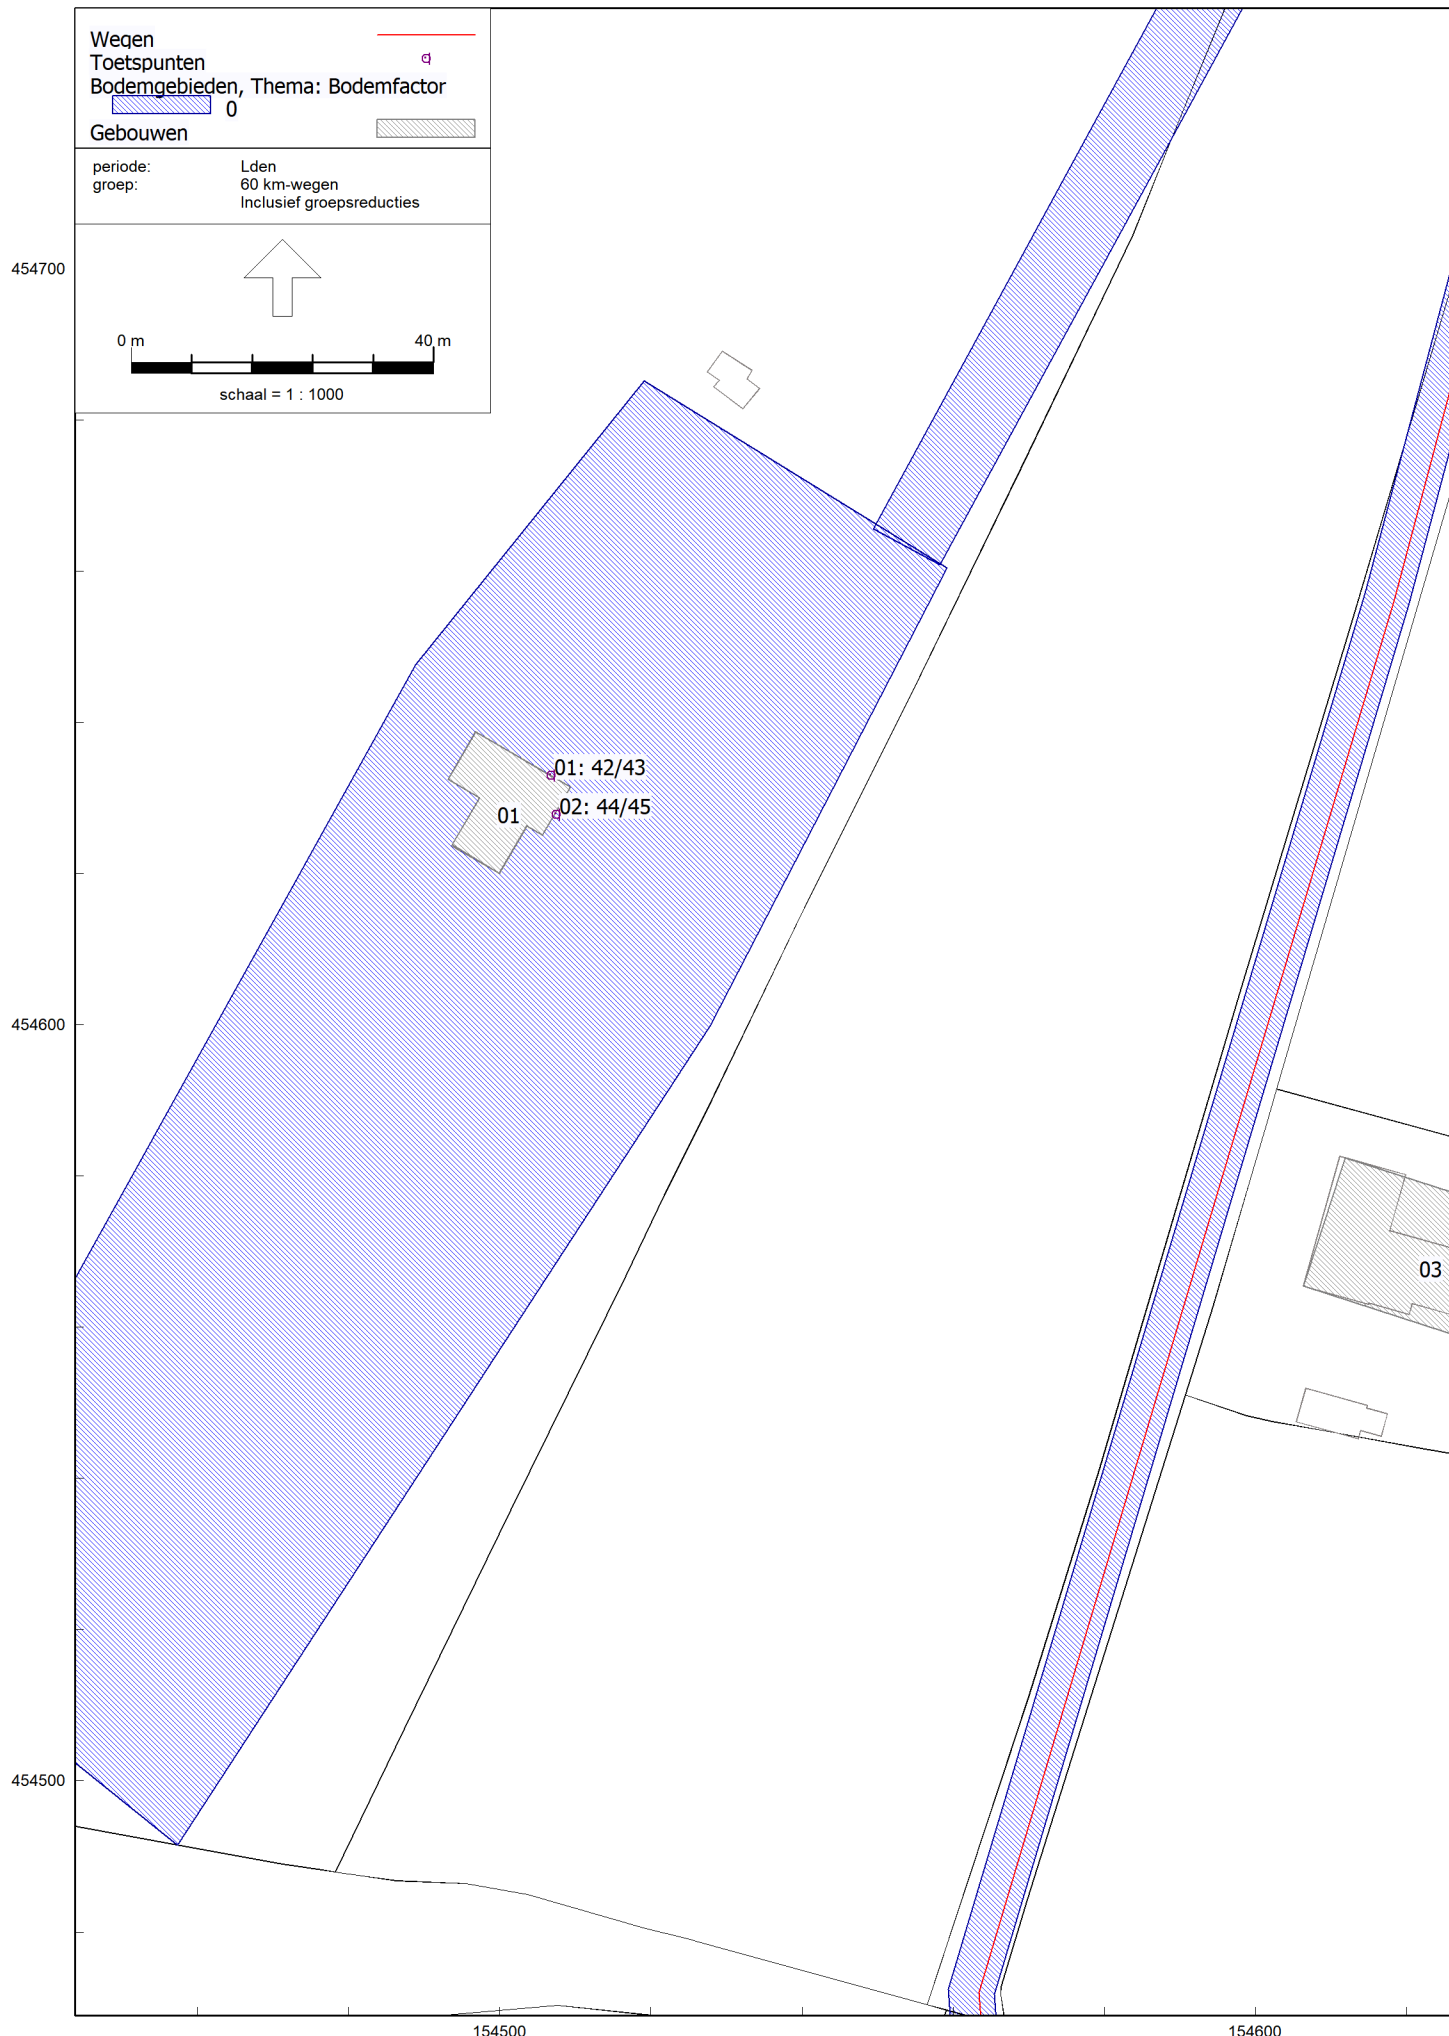 Wegen
Toetspunten
Bodemgebieden, Thema: Bodemfactor
0
Gebouwen
periode: Lden
groep: 60 km-wegen
Inclusief groepsreducties
0 m 40 m
schaal = 1 : 1000
454700
01: 42/43
02: 44/45
01
454600
03
454500
154500 154600